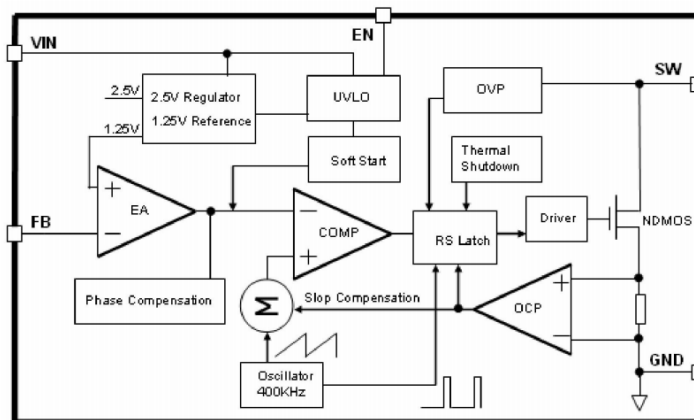 EN
VIN
SW
2.5V
2.5V Regulator
1.25V Reference
1.25V
UVLO
OVP
Soft Start
Thermal
Shutdown
+
EA
−
FB
−
COMP
+
RS Latch
Driver
NDMOS
Phase Compensation
Σ
Slop Compensation
+
OCP
−
Oscillator
400KHz
GND